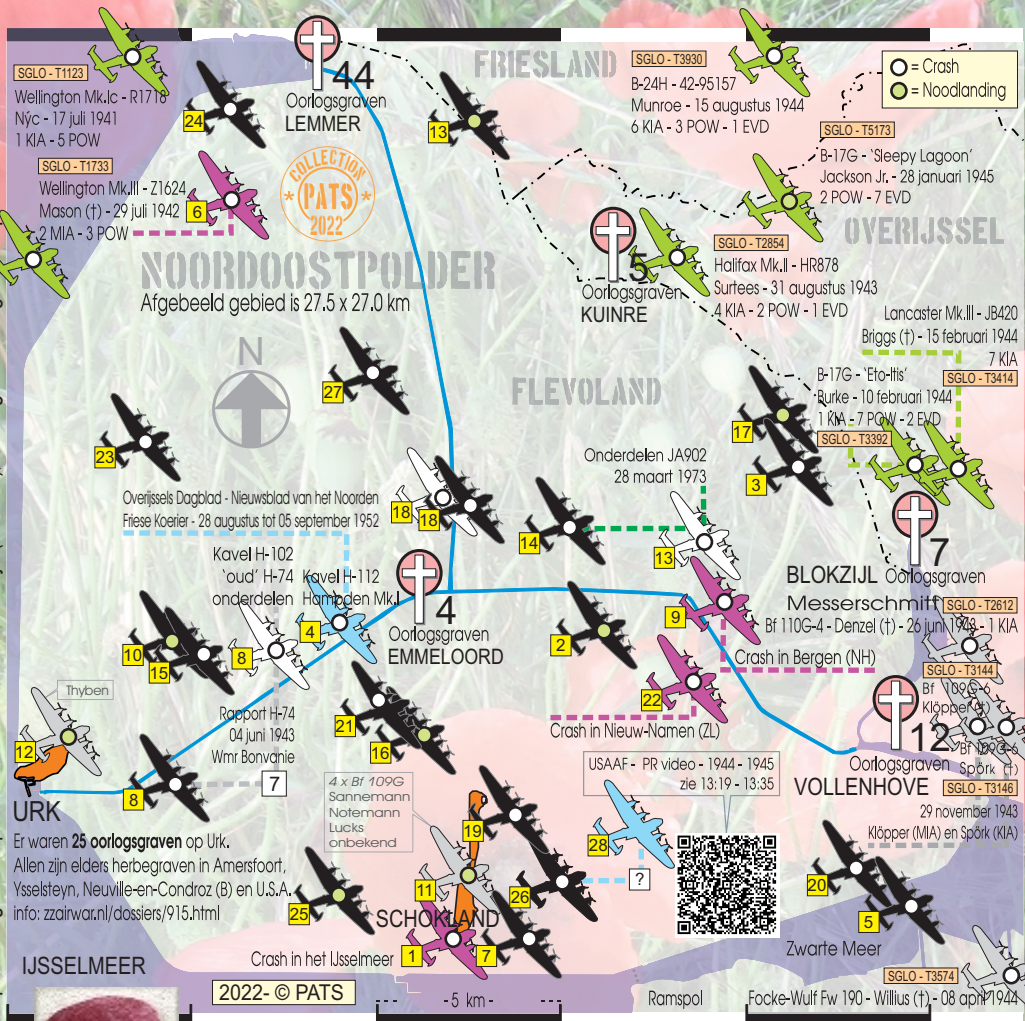 SGLO - T1123
Wellington Mk.Ic - R1718
Nýc - 17 juli 1941
1 KIA - 5 POW
SGLO - T1733
Wellington Mk.III - Z1624
Mason (†) - 29 juli 1942
2 MIA - 3 POW
6
24
44
Oorlogsgraven
LEMMER
COLLECTION
* PATS *
2022
13
FRIESLAND
SGLO - T3930
B-24H - 42-95157
Munroe - 15 augustus 1944
6 KIA - 3 POW - 1 EVD
= Crash
= Noodlanding
SGLO - T5173
B-17G - 'Sleepy Lagoon'
Jackson Jr. - 28 januari 1945
2 POW - 7 EVD
OVERIJSSEL
NOORDOOSTPOLDER
Afgebeeld gebied is 27.5 x 27.0 km
5
Oorlogsgraven
KUINRE
SGLO - T2854
Halifax Mk.II - HR878
Surtees - 31 augustus 1943
4 KIA - 2 POW - 1 EVD
Lancaster Mk.III - JB420
Briggs (†) - 15 februari 1944
7 KIA
SGLO - T3414
B-17G - 'Eto-Itis'
Burke - 10 februari 1944
1 KIA - 7 POW - 2 EVD
SGLO - T3392
N
27
FLEVOLAND
17
3
23
Onderdelen JA902
28 maart 1973
Overijssels Dagblad - Nieuwsblad van het Noorden
Friese Koerier - 28 augustus tot 05 september 1952
18
18
14
13
7
BLOKZIJL Oorlogsgraven
Kavel H-102
'oud' H-74
onderdelen
Kavel H-112
Hampden Mk.I
4
Oorlogsgraven
EMMELOORD
4
10
15
8
2
9
Messerschmitt
SGLO - T2612
Bf 110G-4 - Denzel (†) - 26 juni 1943 - 1 KIA
Crash in Bergen (NH)
22
Crash in Nieuw-Namen (ZL)
SGLO - T3144
Bf 109G-6
Klöpper (†)
Bf 109G-6
Spörk (†)
SGLO - T3146
29 november 1943
Klöpper (MIA) en Spörk (KIA)
12
Oorlogsgraven
VOLLENHOVE
Thyben
12
URK
8
Rapport H-74
04 juni 1943
Wmr Bonvanie
7
21
16
4 x Bf 109G
Sannemann
Notemann
Lucks
onbekend
USAAF - PR video - 1944 - 1945
zie 13:19 - 13:35
19
28
?
Er waren 25 oorlogsgraven op Urk.
Allen zijn elders herbegraven in Amersfoort,
Ysselsteyn, Neuville-en-Condroz (B) en U.S.A.
info: zzairwar.nl/dossiers/915.html
25
11
26
SCHOKLAND
1
7
20
5
Zwarte Meer
IJSSELMEER
Crash in het IJsselmeer
2022- © PATS
- 5 km -
Ramspol
SGLO - T3574
Focke-Wulf Fw 190 - Willius (†) - 08 april 1944